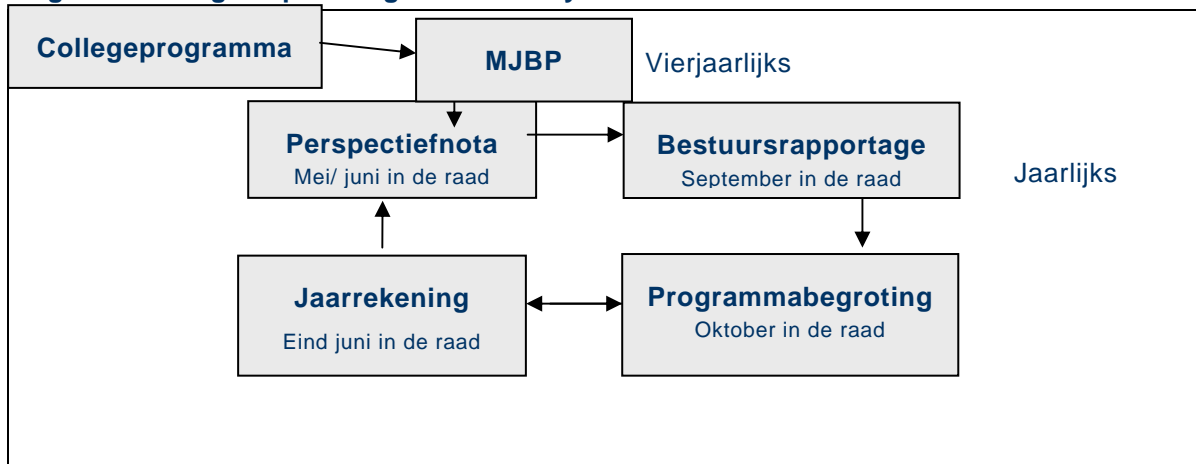 Collegeprogramma
MJBP
Vierjaarlijks
Perspectiefnota
Mei/ juni in de raad
Bestuursrapportage
September in de raad
Jaarlijks
Jaarrekening
Eind juni in de raad
Programmabegroting
Oktober in de raad